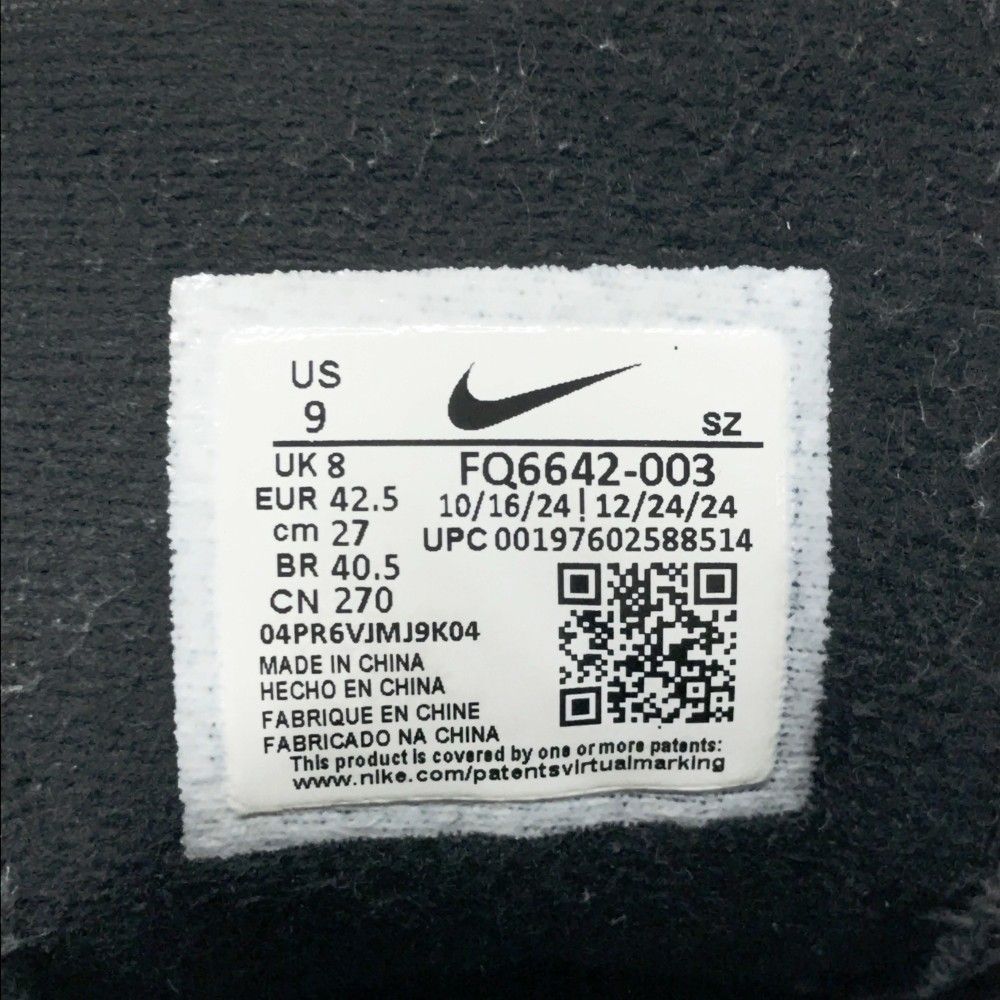 US
9
SZ
UK 8
EUR 42.5
cm 27
BR 40.5
CN 270
FQ6642-003
10/16/24 | 12/24/24
UPC 00197602588514
04PR6VJMJ9K04
MADE IN CHINA
HECHO EN CHINA
FABRIQUE EN CHINE
FABRICADO NA CHINA
This product is covered by one or more patents:
www.nike.com/patentsvirtualmarking